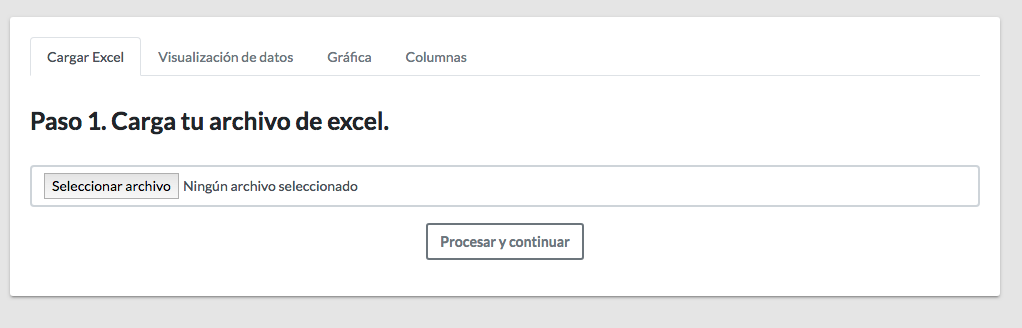 Cargar Excel Visualización de datos Gráfica Columnas
Paso 1. Carga tu archivo de excel.
Seleccionar archivo Ningún archivo seleccionado
Procesar y continuar